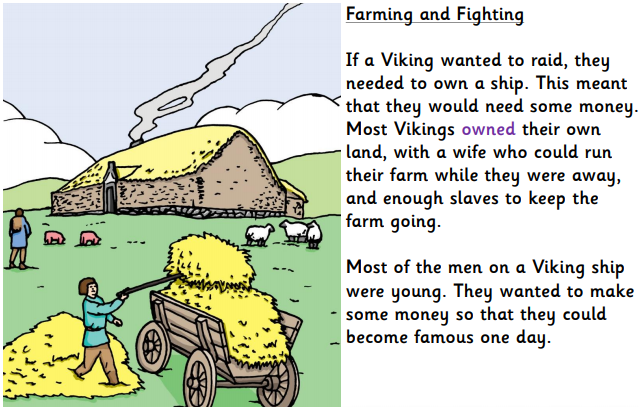 Farming and Fighting
If a Viking wanted to raid, they
needed to own a ship. This meant
that they would need some money.
Most Vikings owned their own
land, with a wife who could run
their farm while they were away,
and enough slaves to keep the
farm going.
Most of the men on a Viking ship
were young. They wanted to make
some money so that they could
become famous one day.